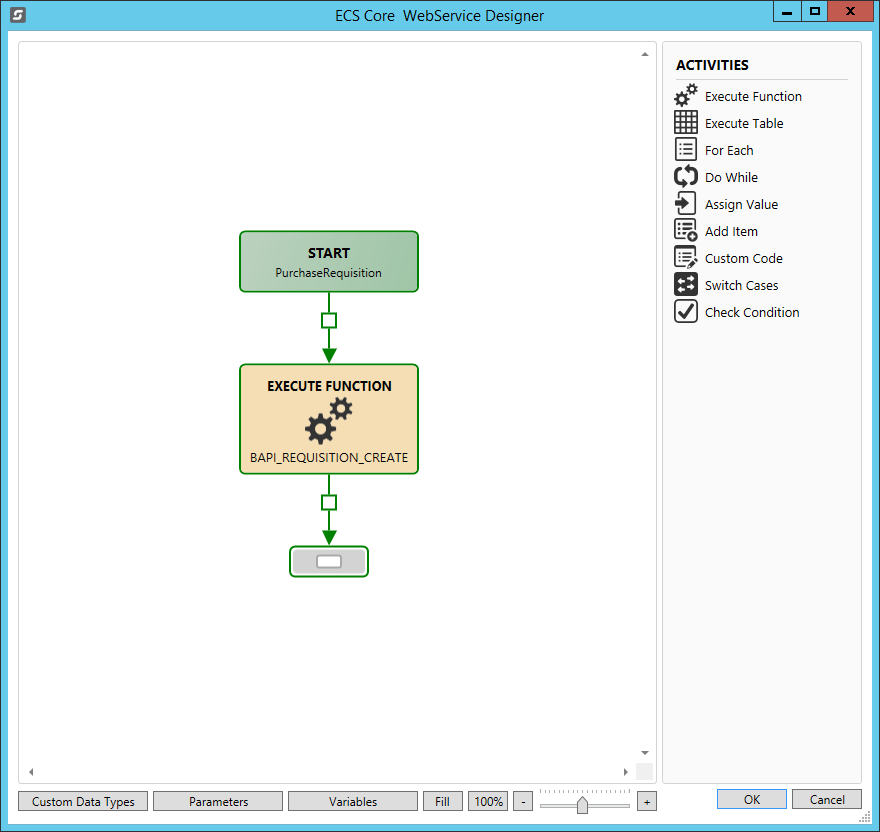 ECS Core WebService Designer
START
PurchaseRequisition
EXECUTE FUNCTION
BAPI_REQUISITION_CREATE
ACTIVITIES
Execute Function
Execute Table
For Each
Do While
Assign Value
Add Item
Custom Code
Switch Cases
Check Condition
Custom Data Types Parameters Variables Fill 100% - + OK Cancel